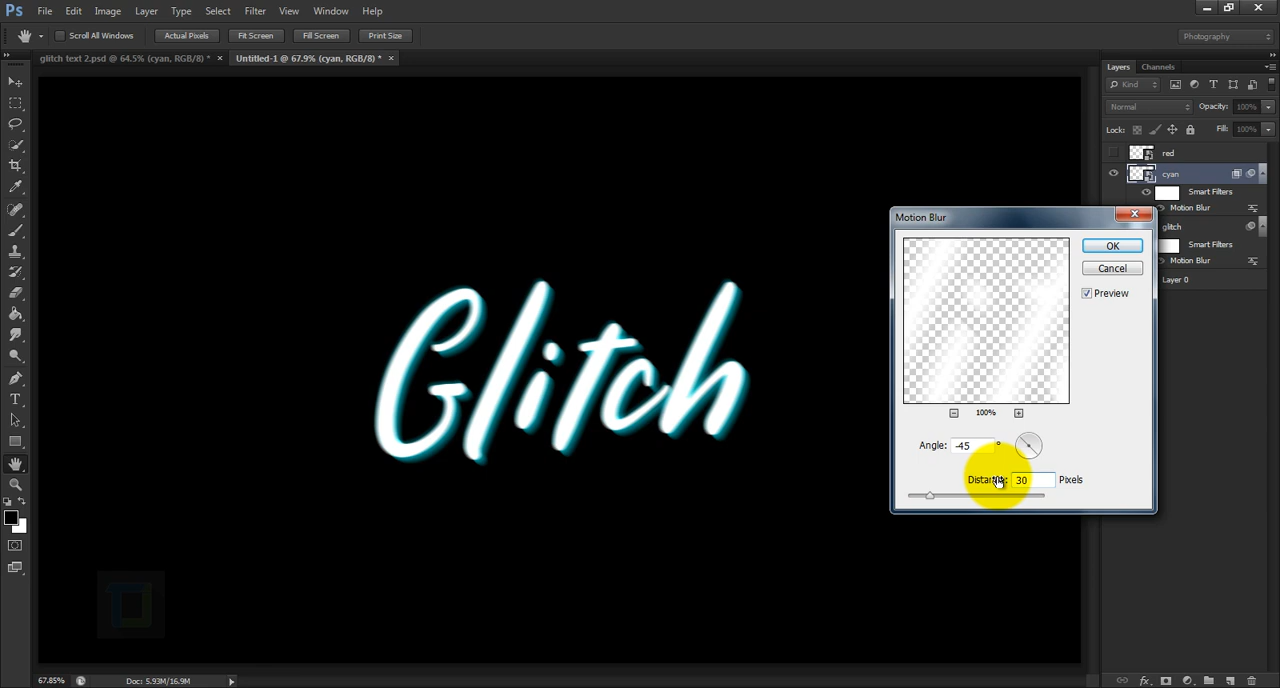 Ps File Edit Image Layer Type Select Filter View Window Help
Scroll All Windows Actual Pixels Fit Screen Fill Screen Print Size Photography
glitch text 2.psd @ 64.5% (cyan, RGB/8) * × Untitled-1 @ 67.9% (cyan, RGB/8) * ×
Layers Channels
Kind
Normal Opacity: 100%
Lock: Fill: 100%
red
cyan
Smart Filters
Motion Blur
glitch
Smart Filters
Motion Blur
Layer 0
Glitch
Motion Blur
OK
Cancel
Preview
100%
Angle: -45 °
Distance: 30 Pixels
67.85% Doc: 5.93M/16.9M